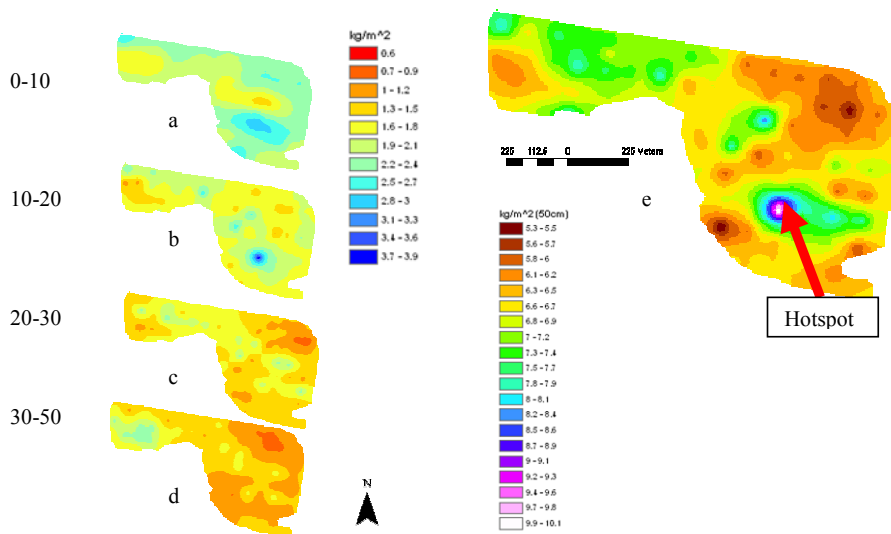 0-10
10-20
20-30
30-50
a
b
c
d
kg/m^2
0.6
0.7 - 0.9
1 - 1.2
1.3 - 1.5
1.6 - 1.8
1.9 - 2.1
2.2 - 2.4
2.5 - 2.7
2.8 - 3
3.1 - 3.3
3.4 - 3.6
3.7 - 3.9
N
225 112.5 0 225 Meters
e
kg/m^2 (50cm)
5.3 - 5.5
5.6 - 5.7
5.8 - 6
6.1 - 6.2
6.3 - 6.5
6.6 - 6.7
6.8 - 6.9
7 - 7.2
7.3 - 7.4
7.5 - 7.7
7.8 - 7.9
8 - 8.1
8.2 - 8.4
8.5 - 8.6
8.7 - 8.9
9 - 9.1
9.2 - 9.3
9.4 - 9.6
9.7 - 9.8
9.9 - 10.1
Hotspot